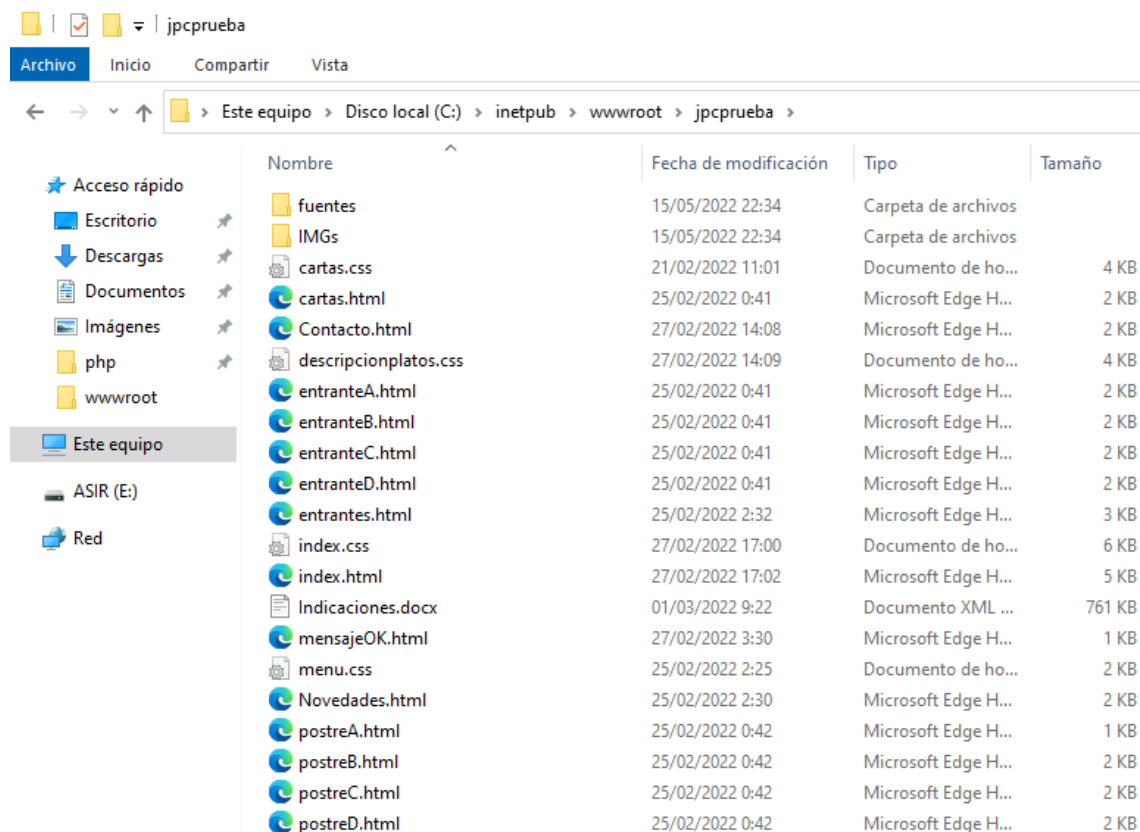 jpcprueba
Archivo Inicio Compartir Vista
Este equipo > Disco local (C:) > inetpub > wwwroot > jpcprueba >
Nombre Fecha de modificación Tipo Tamaño
Acceso rápido
Escritorio
Descargas
Documentos
Imágenes
php
wwwroot
Este equipo
ASIR (E:)
Red
fuentes 15/05/2022 22:34 Carpeta de archivos
IMGs 15/05/2022 22:34 Carpeta de archivos
cartas.css 21/02/2022 11:01 Documento de ho... 4 KB
cartas.html 25/02/2022 0:41 Microsoft Edge H... 2 KB
Contacto.html 27/02/2022 14:08 Microsoft Edge H... 2 KB
descripcionplatos.css 27/02/2022 14:09 Documento de ho... 4 KB
entranteA.html 25/02/2022 0:41 Microsoft Edge H... 2 KB
entranteB.html 25/02/2022 0:41 Microsoft Edge H... 2 KB
entranteC.html 25/02/2022 0:41 Microsoft Edge H... 2 KB
entranteD.html 25/02/2022 0:41 Microsoft Edge H... 2 KB
entrantes.html 25/02/2022 2:32 Microsoft Edge H... 3 KB
index.css 27/02/2022 17:00 Documento de ho... 6 KB
index.html 27/02/2022 17:02 Microsoft Edge H... 5 KB
Indicaciones.docx 01/03/2022 9:22 Documento XML ... 761 KB
mensajeOK.html 27/02/2022 3:30 Microsoft Edge H... 1 KB
menu.css 25/02/2022 2:25 Documento de ho... 2 KB
Novedades.html 25/02/2022 2:30 Microsoft Edge H... 2 KB
postreA.html 25/02/2022 0:42 Microsoft Edge H... 1 KB
postreB.html 25/02/2022 0:42 Microsoft Edge H... 2 KB
postreC.html 25/02/2022 0:42 Microsoft Edge H... 2 KB
postreD.html 25/02/2022 0:42 Microsoft Edge H... 2 KB